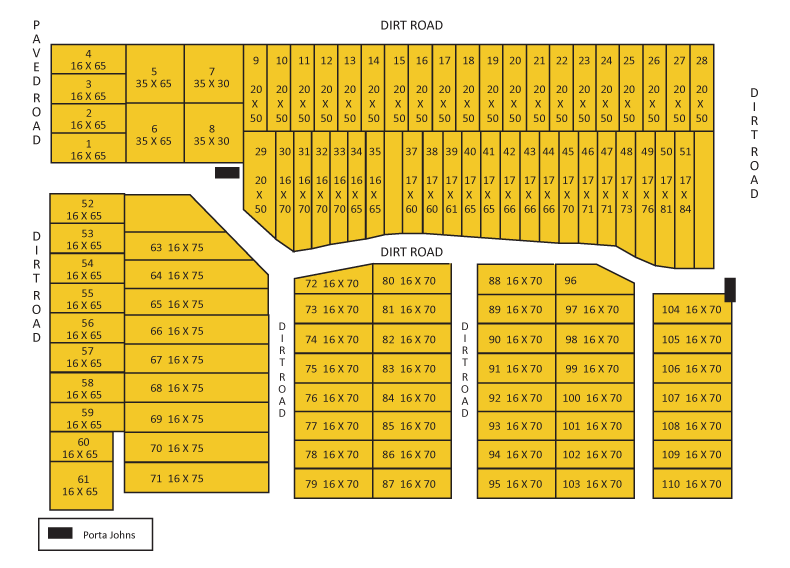 DIRT ROAD
PAVED ROAD
4
16 X 65
3
16 X 65
2
16 X 65
1
16 X 65
5
35 X 65
6
35 X 65
7
35 X 30
8
35 X 30
9 10 11 12 13 14 15 16 17 18 19 20 21 22 23 24 25 26 27 28
20 20 20 20 20 20 20 20 20 20 20 20 20 20 20 20 20 20 20 20
X X X X X X X X X X X X X X X X X X X X
50 50 50 50 50 50 50 50 50 50 50 50 50 50 50 50 50 50 50 50
29 30 31 32 33 34 35 37 38 39 40 41 42 43 44 45 46 47 48 49 50 51
20 16 16 16 16 16 16 17 17 17 17 17 17 17 17 17 17 17 17 17 17 17
X X X X X X X X X X X X X X X X X X X X X X
50 70 70 70 70 65 65 60 60 61 65 65 66 66 66 70 71 71 73 76 81 84
DIRT ROAD
DIRT ROAD
DIRT ROAD
52
16 X 65
53
16 X 65
54
16 X 65
55
16 X 65
56
16 X 65
57
16 X 65
58
16 X 65
59
16 X 65
60
16 X 65
61
16 X 65
63 16 X 75
64 16 X 75
65 16 X 75
66 16 X 75
67 16 X 75
68 16 X 75
69 16 X 75
70 16 X 75
71 16 X 75
DIRT ROAD
72 16 X 70
73 16 X 70
74 16 X 70
75 16 X 70
76 16 X 70
77 16 X 70
78 16 X 70
79 16 X 70
80 16 X 70
81 16 X 70
82 16 X 70
83 16 X 70
84 16 X 70
85 16 X 70
86 16 X 70
87 16 X 70
DIRT ROAD
88 16 X 70
89 16 X 70
90 16 X 70
91 16 X 70
92 16 X 70
93 16 X 70
94 16 X 70
95 16 X 70
96
97 16 X 70
98 16 X 70
99 16 X 70
100 16 X 70
101 16 X 70
102 16 X 70
103 16 X 70
104 16 X 70
105 16 X 70
106 16 X 70
107 16 X 70
108 16 X 70
109 16 X 70
110 16 X 70
Porta Johns